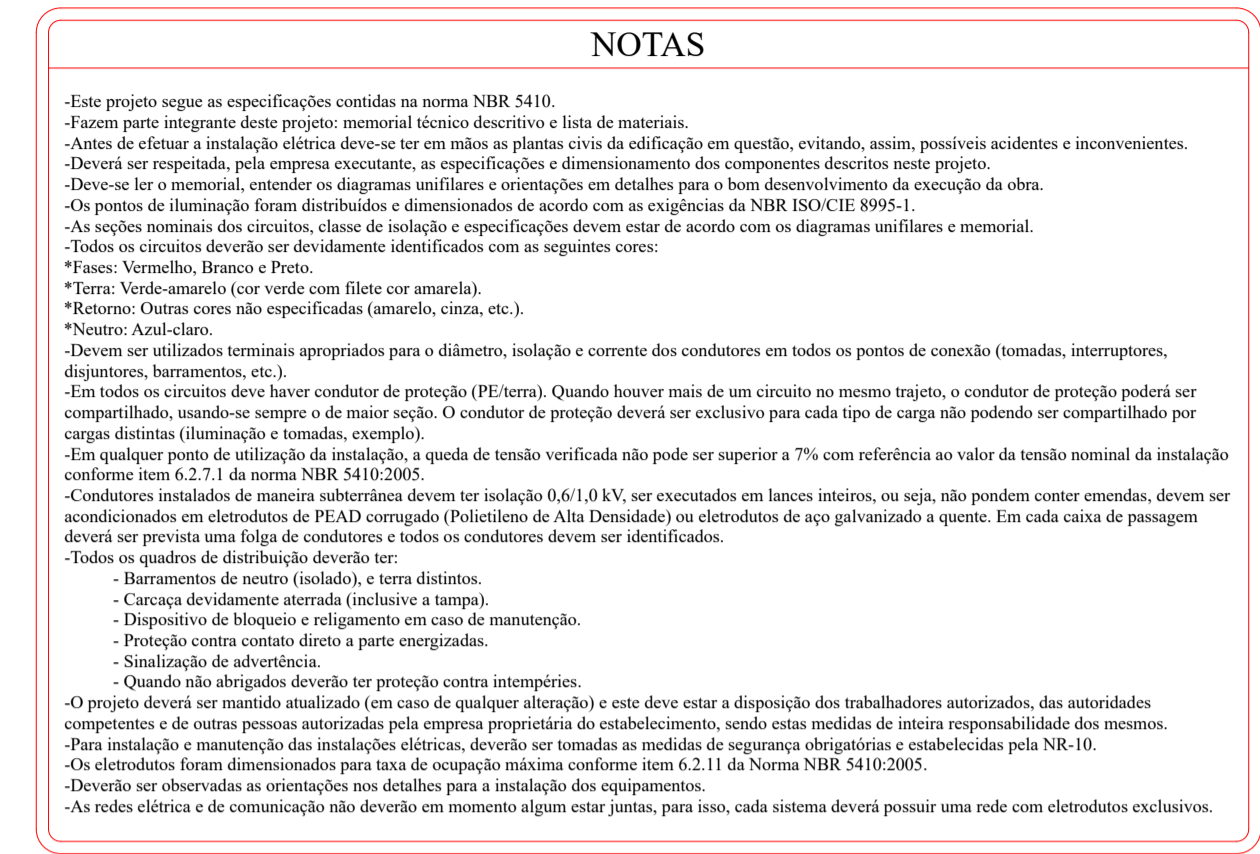 NOTAS
-Este projeto segue as especificações contidas na norma NBR 5410.
-Fazem parte integrante deste projeto: memorial técnico descritivo e lista de materiais.
-Antes de efetuar a instalação elétrica deve-se ter em mãos as plantas civis da edificação em questão, evitando, assim, possíveis acidentes e inconvenientes.
-Deverá ser respeitada, pela empresa executante, as especificações e dimensionamento dos componentes descritos neste projeto.
-Deve-se ler o memorial, entender os diagramas unifilares e orientações em detalhes para o bom desenvolvimento da execução da obra.
-Os pontos de iluminação foram distribuídos e dimensionados de acordo com as exigências da NBR ISO/CIE 8995-1.
-As seções nominais dos circuitos, classe de isolação e especificações devem estar de acordo com os diagramas unifilares e memorial.
-Todos os circuitos deverão ser devidamente identificados com as seguintes cores:
*Fases: Vermelho, Branco e Preto.
*Terra: Verde-amarelo (cor verde com filete cor amarela).
*Retorno: Outras cores não especificadas (amarelo, cinza, etc.).
*Neutro: Azul-claro.
-Devem ser utilizados terminais apropriados para o diâmetro, isolação e corrente dos condutores em todos os pontos de conexão (tomadas, interruptores,
disjuntores, barramentos, etc.).
-Em todos os circuitos deve haver condutor de proteção (PE/terra). Quando houver mais de um circuito no mesmo trajeto, o condutor de proteção poderá ser
compartilhado, usando-se sempre o de maior seção. O condutor de proteção deverá ser exclusivo para cada tipo de carga não podendo ser compartilhado por
cargas distintas (iluminação e tomadas, exemplo).
-Em qualquer ponto de utilização da instalação, a queda de tensão verificada não pode ser superior a 7% com referência ao valor da tensão nominal da instalação
conforme item 6.2.7.1 da norma NBR 5410:2005.
-Condutores instalados de maneira subterrânea devem ter isolação 0,6/1,0 kV, ser executados em lances inteiros, ou seja, não pondem conter emendas, devem ser
acondicionados em eletrodutos de PEAD corrugado (Polietileno de Alta Densidade) ou eletrodutos de aço galvanizado a quente. Em cada caixa de passagem
deverá ser prevista uma folga de condutores e todos os condutores devem ser identificados.
-Todos os quadros de distribuição deverão ter:
- Barramentos de neutro (isolado), e terra distintos.
- Carcaça devidamente aterrada (inclusive a tampa).
- Dispositivo de bloqueio e religamento em caso de manutenção.
- Proteção contra contato direto a parte energizadas.
- Sinalização de advertência.
- Quando não abrigados deverão ter proteção contra intempéries.
-O projeto deverá ser mantido atualizado (em caso de qualquer alteração) e este deve estar a disposição dos trabalhadores autorizados, das autoridades
competentes e de outras pessoas autorizadas pela empresa proprietária do estabelecimento, sendo estas medidas de inteira responsabilidade dos mesmos.
-Para instalação e manutenção das instalações elétricas, deverão ser tomadas as medidas de segurança obrigatórias e estabelecidas pela NR-10.
-Os eletrodutos foram dimensionados para taxa de ocupação máxima conforme item 6.2.11 da Norma NBR 5410:2005.
-Deverão ser observadas as orientações nos detalhes para a instalação dos equipamentos.
-As redes elétrica e de comunicação não deverão em momento algum estar juntas, para isso, cada sistema deverá possuir uma rede com eletrodutos exclusivos.